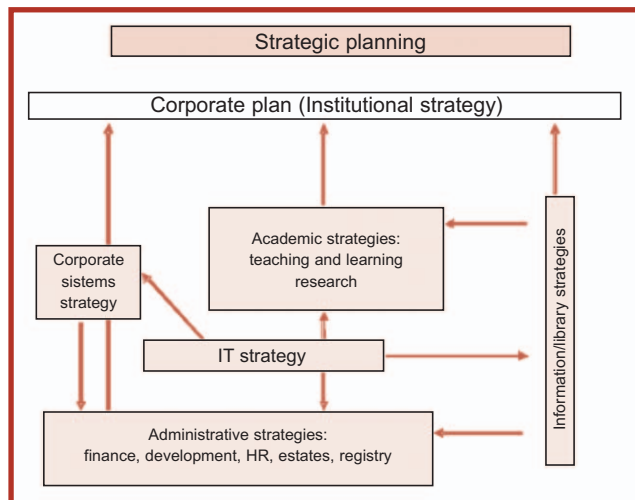 Strategic planning
Corporate plan (Institutional strategy)
Academic strategies:
teaching and learning
research
Corporate
sistems
strategy
IT strategy
Information/library strategies
Administrative strategies:
finance, development, HR, estates, registry